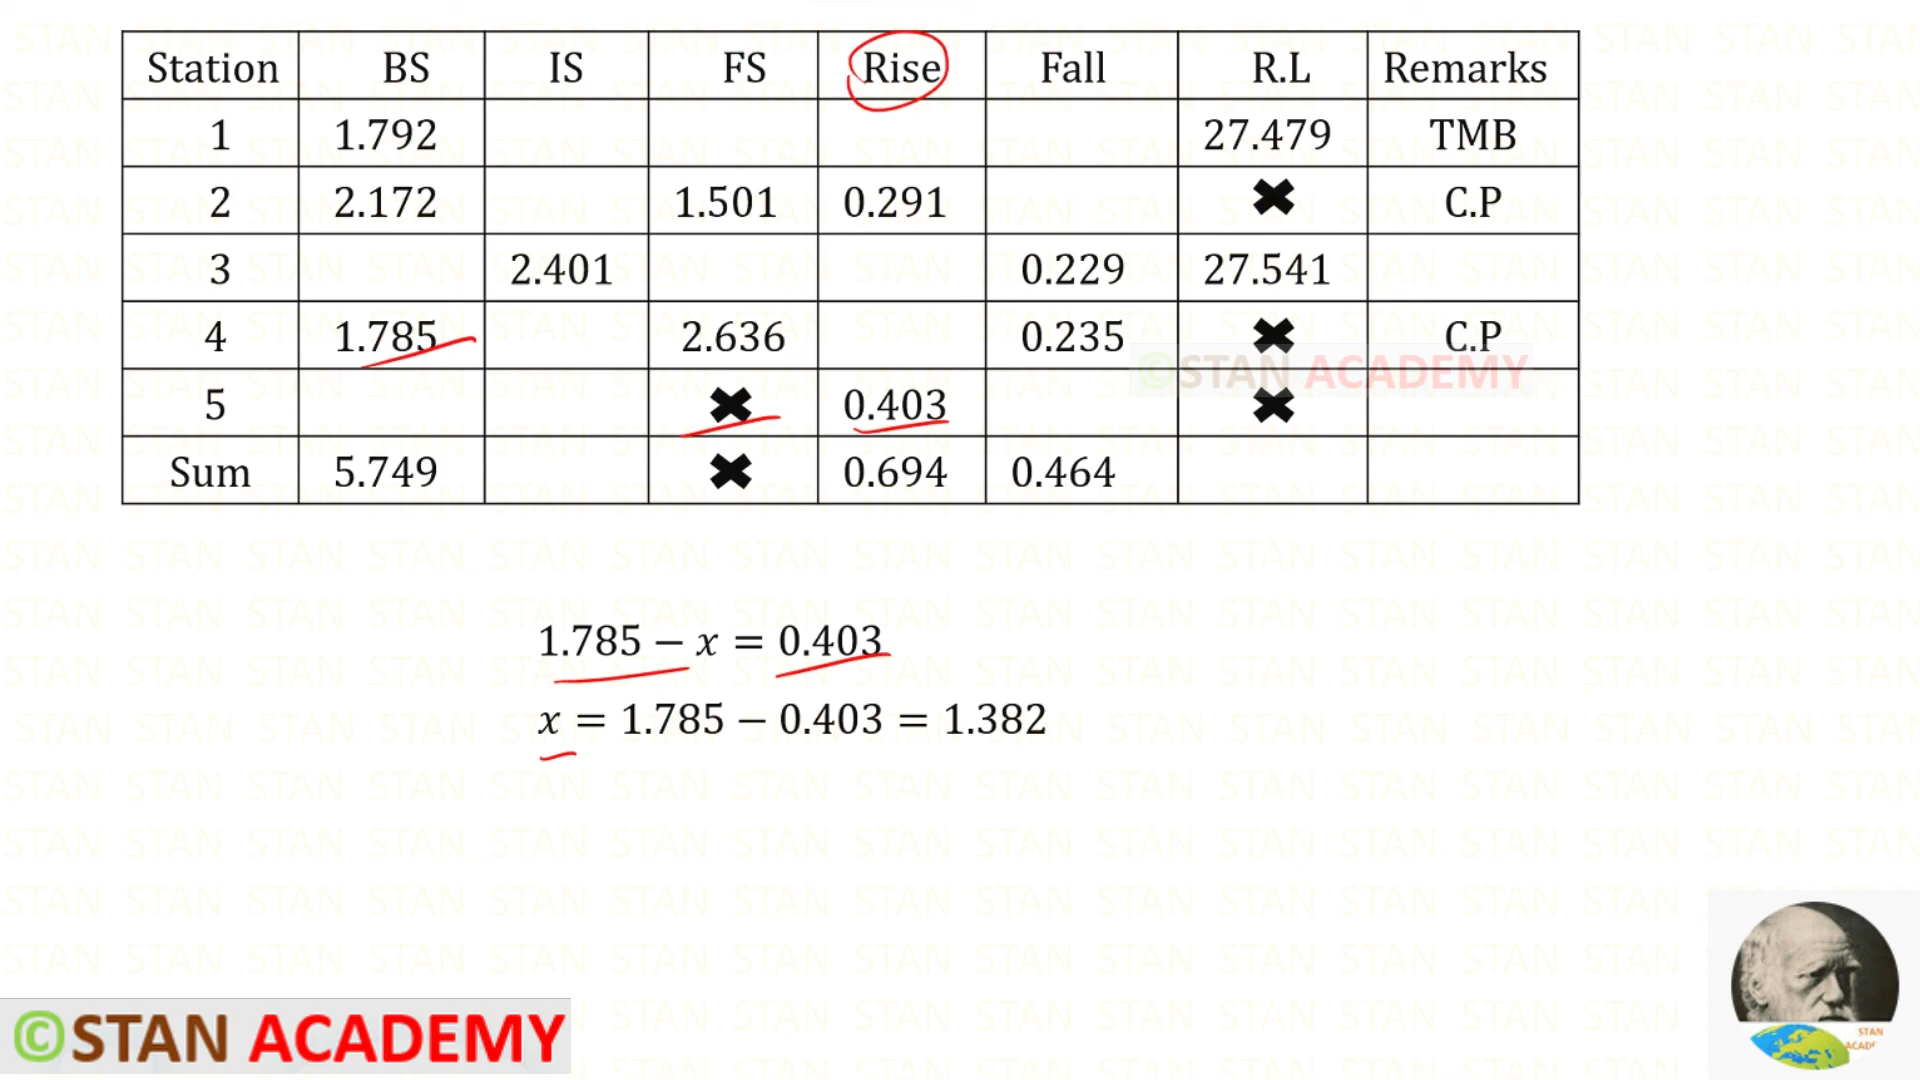 Station BS IS FS Rise Fall R.L Remarks
1 1.792 27.479 TMB
2 2.172 1.501 0.291 ✖ C.P
3 2.401 0.229 27.541
4 1.785 2.636 0.235 ✖ C.P
©STAN ACADEMY
5 ✖ 0.403 ✖
Sum 5.749 ✖ 0.694 0.464
1.785 − x = 0.403
x = 1.785 − 0.403 = 1.382
©STAN ACADEMY
STAN